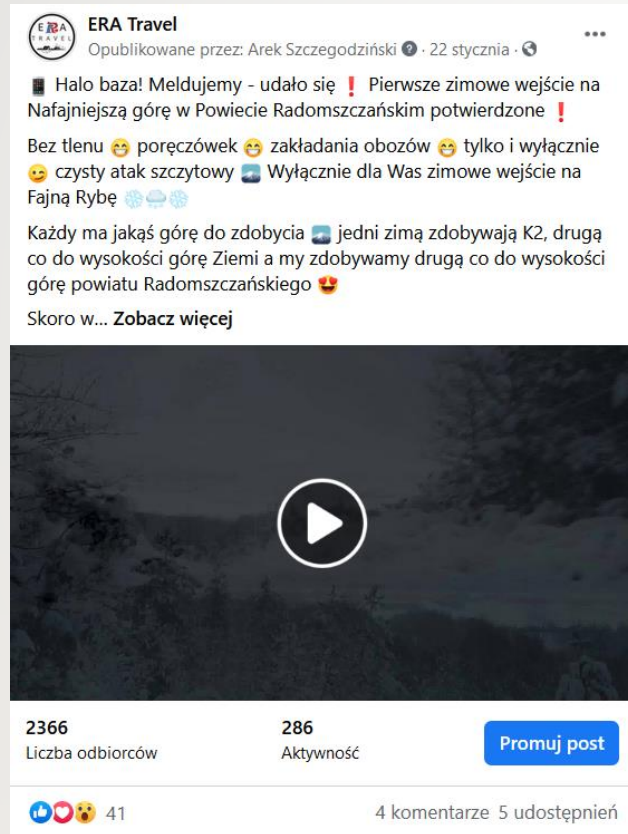 ERA
TRAVEL
ERA Travel
Opublikowane przez: Arek Szczegodziński · 22 stycznia ·
Halo baza! Meldujemy - udało się ❗ Pierwsze zimowe wejście na
Nafajniejszą górę w Powiecie Radomszczańskim potwierdzone ❗
Bez tlenu 😁 poręczówek 😁 zakładania obozów 😁 tylko i wyłącznie
😉 czysty atak szczytowy 🗻 Wyłącznie dla Was zimowe wejście na
Fajną Rybę ❄️🌨️❄️
Każdy ma jakąś górę do zdobycia 🗻 jedni zimą zdobywają K2, drugą
co do wysokości górę Ziemi a my zdobywamy drugą co do wysokości
górę powiatu Radomszczańskiego 😍
Skoro w... Zobacz więcej
2366 286
Liczba odbiorców Aktywność Promuj post
41 4 komentarze 5 udostępnień